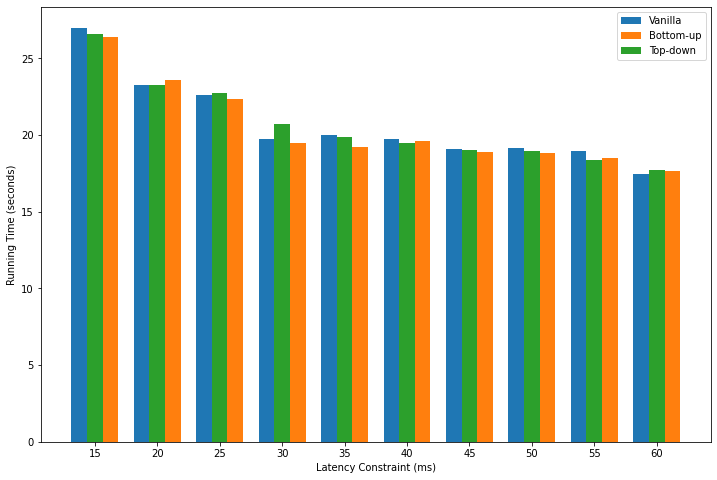 Vanilla
Bottom-up
Top-down
Running Time (seconds)
25
20
15
10
5
0
15 20 25 30 35 40 45 50 55 60
Latency Constraint (ms)